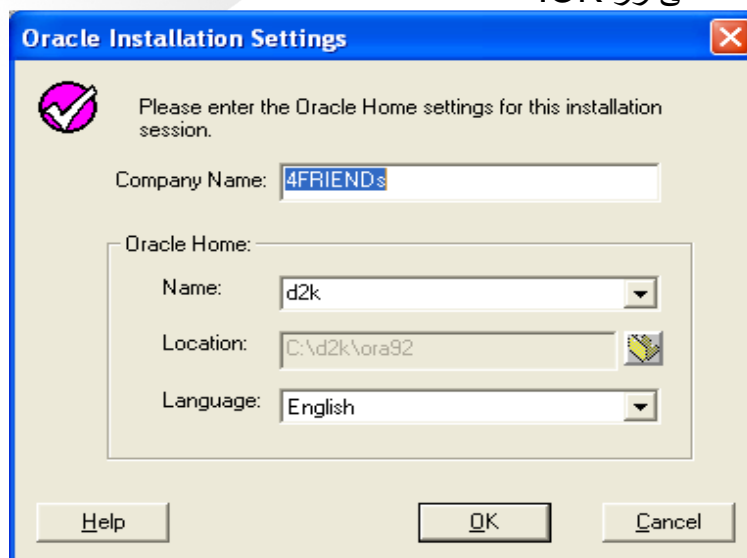 OK.
Oracle Installation Settings
Please enter the Oracle Home settings for this installation
session.
Company Name: 4FRIENDs
Oracle Home:
Name: d2k
Location: C:\d2k\ora92
Language: English
Help OK Cancel